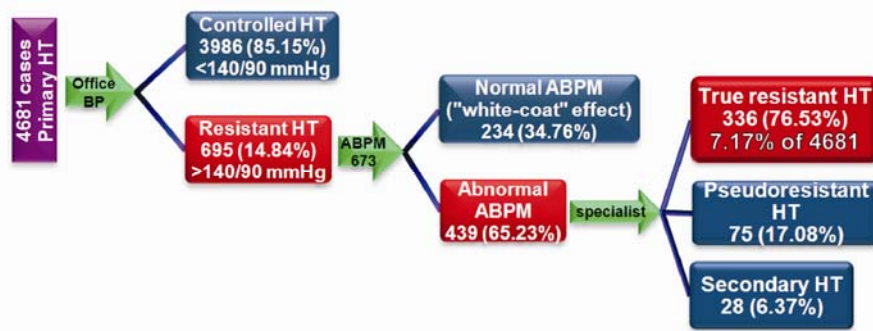 4681 cases
Primary HT
Office
BP
Controlled HT
3986 (85.15%)
<140/90 mmHg
Resistant HT
695 (14.84%)
>140/90 mmHg
ABPM
673
Normal ABPM
("white-coat" effect)
234 (34.76%)
Abnormal
ABPM
439 (65.23%)
specialist
True resistant HT
336 (76.53%)
7.17% of 4681
Pseudoresistant
HT
75 (17.08%)
Secondary HT
28 (6.37%)